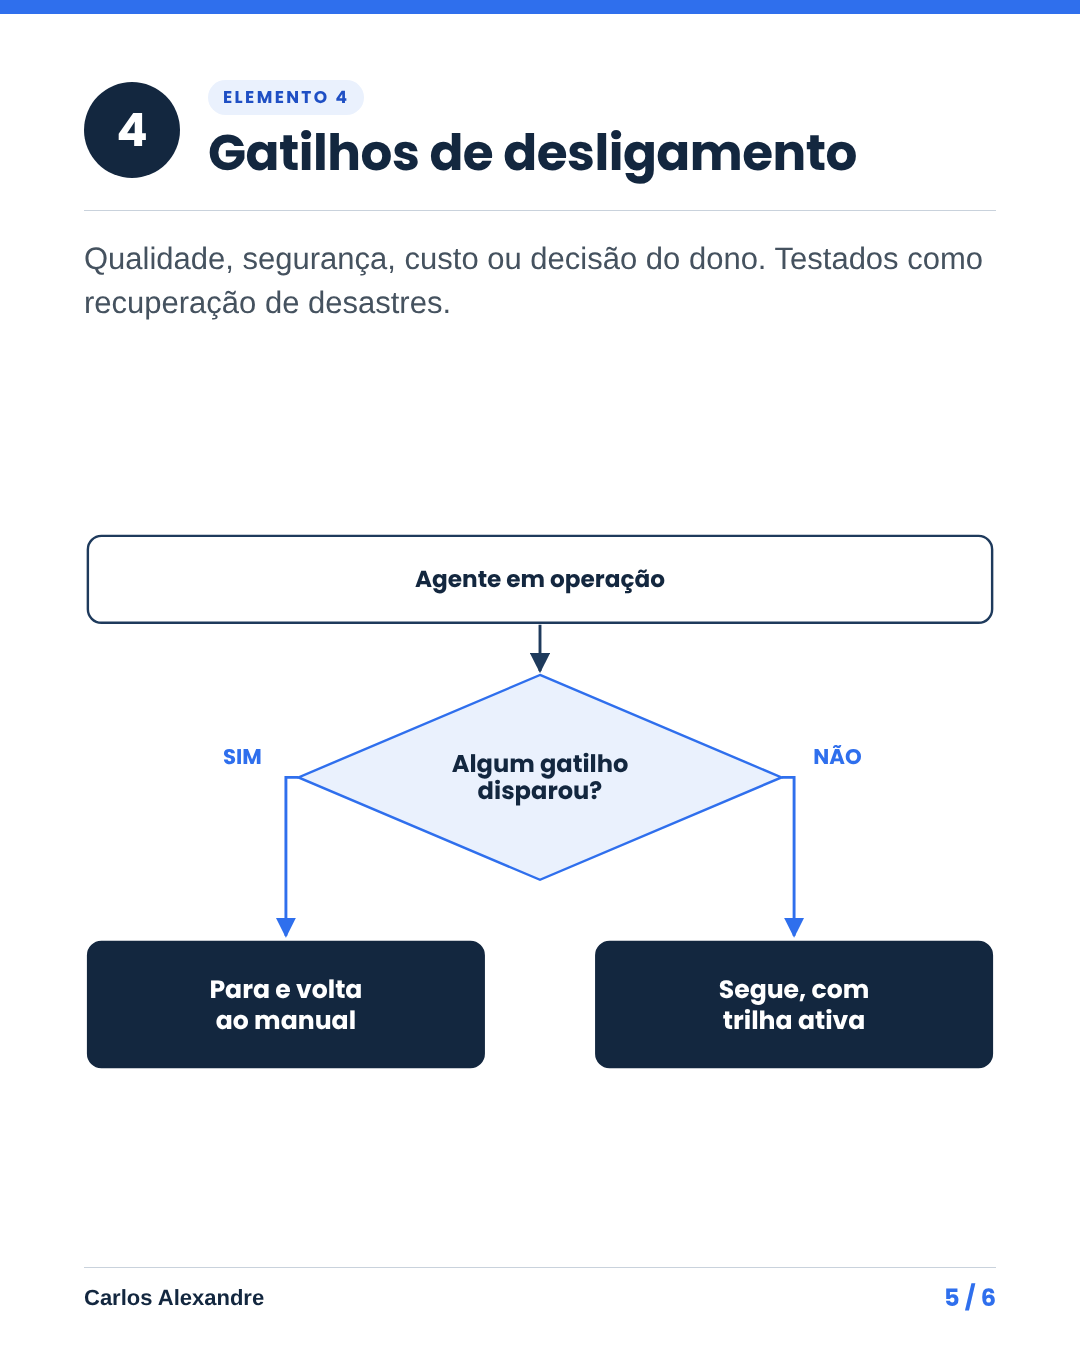 4
ELEMENTO 4
Gatilhos de desligamento
Qualidade, segurança, custo ou decisão do dono. Testados como
recuperação de desastres.
Agente em operação
Algum gatilho
disparou?
SIM
NÃO
Para e volta
ao manual
Segue, com
trilha ativa
Carlos Alexandre
5 / 6